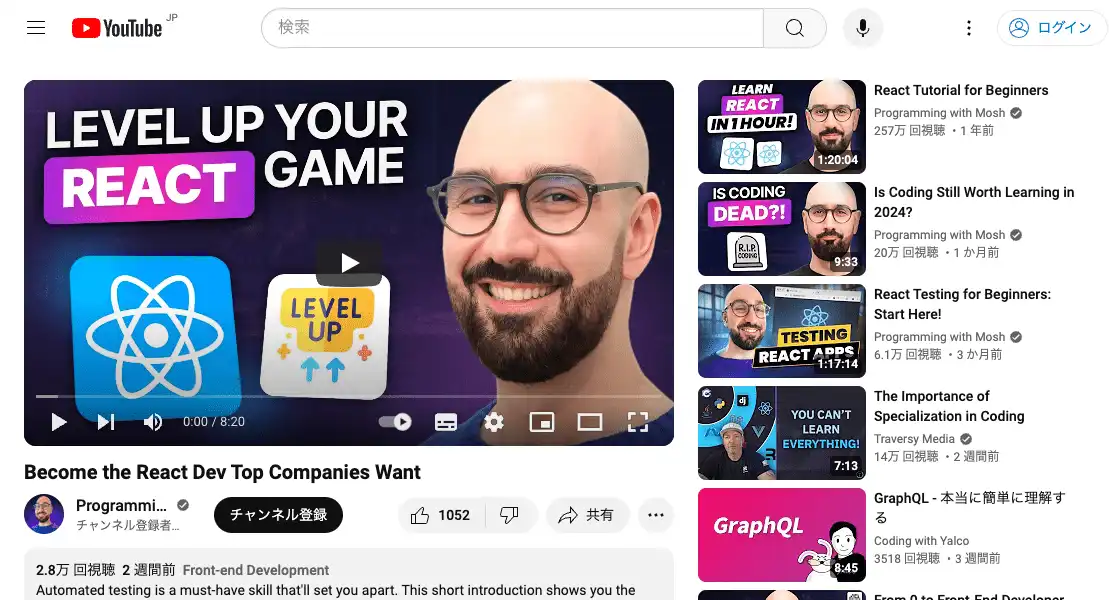 YouTube JP
検索
ログイン
LEVEL UP YOUR
REACT GAME
LEVEL
UP
0:00 / 8:20
Become the React Dev Top Companies Want
Programmi...
チャンネル登録者...
チャンネル登録
1052
共有
2.8万 回視聴 2 週間前 Front-end Development
Automated testing is a must-have skill that'll set you apart. This short introduction shows you the
LEARN
REACT
IN 1 HOUR!
1:20:04
React Tutorial for Beginners
Programming with Mosh
257万 回視聴 • 1 年前
IS CODING
DEAD?!
R.I.P.
CODING
9:33
Is Coding Still Worth Learning in
2024?
Programming with Mosh
20万 回視聴 • 1 か月前
TESTING
REACT APPS
1:17:14
React Testing for Beginners:
Start Here!
Programming with Mosh
6.1万 回視聴 • 3 か月前
dj
YOU CAN'T
LEARN
EVERYTHING!
7:13
The Importance of
Specialization in Coding
Traversy Media
14万 回視聴 • 2 週間前
GraphQL
8:45
GraphQL - 本当に簡単に理解す
る
Coding with Yalco
3518 回視聴 • 3 週間前
From 0 to Front-End Developer